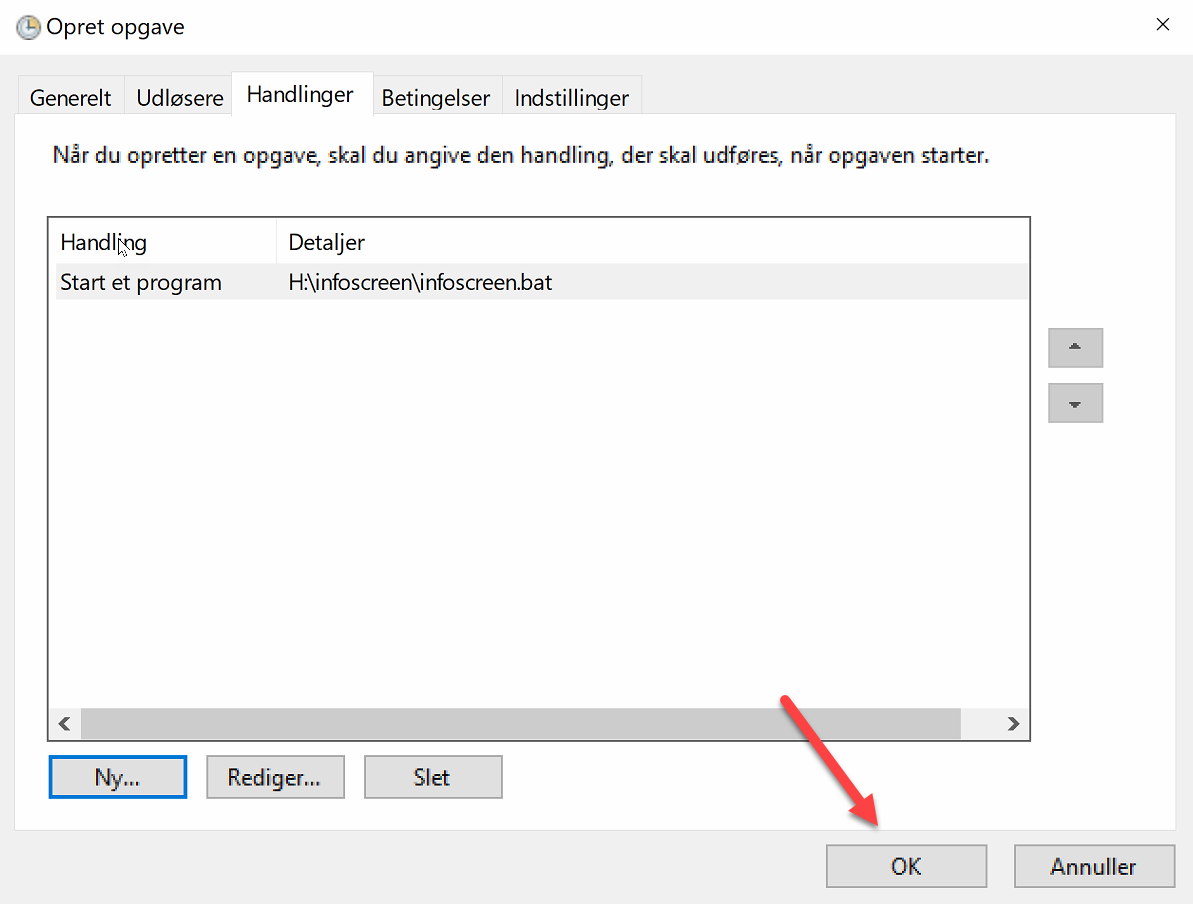 Opret opgave
Generelt Udløsere Handlinger Betingelser Indstillinger
Når du opretter en opgave, skal du angive den handling, der skal udføres, når opgaven starter.
Handling Detaljer
Start et program H:\infoscreen\infoscreen.bat
Ny... Rediger... Slet
OK Annuller